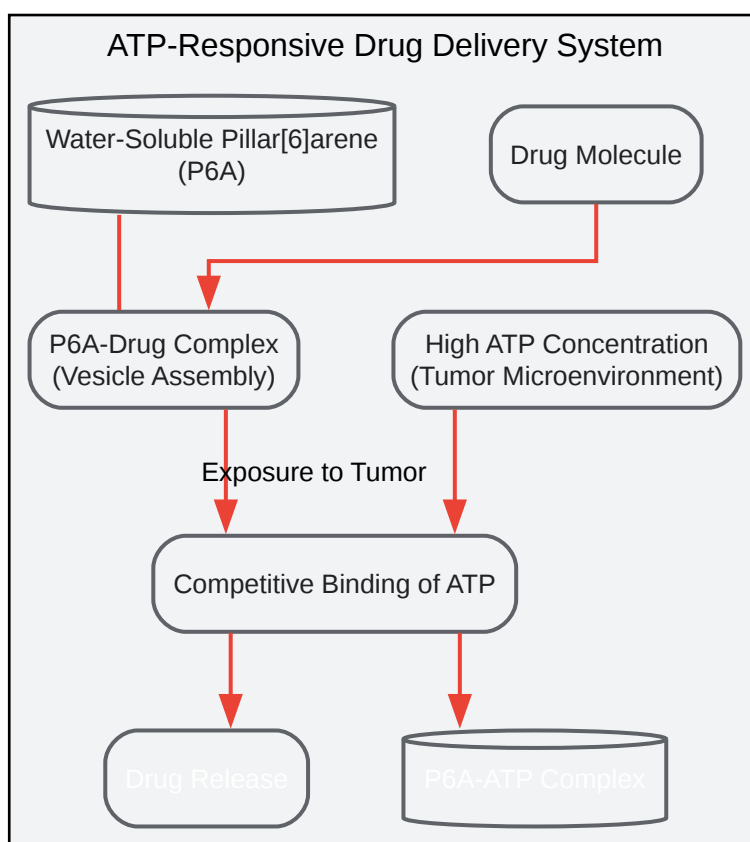 ATP-Responsive Drug Delivery System
Water-Soluble Pillar[6]arene
(P6A)
Drug Molecule
P6A-Drug Complex
(Vesicle Assembly)
High ATP Concentration
(Tumor Microenvironment)
Exposure to Tumor
Competitive Binding of ATP
Drug Release
P6A-ATP Complex